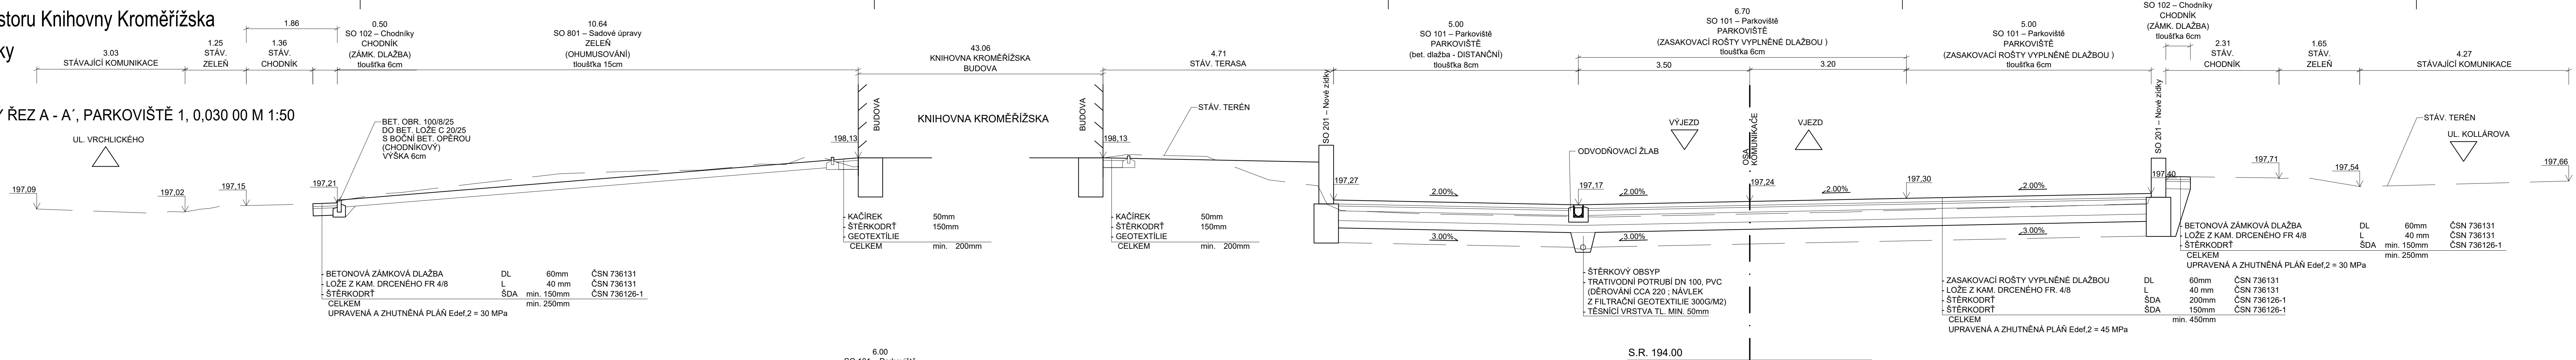 storu Knihovny Kroměřížska
ky
Ý ŘEZ A - A´, PARKOVIŠTĚ 1, 0,030 00 M 1:50
1.86
3.03
STÁVAJÍCÍ KOMUNIKACE
1.25
STÁV.
ZELEŇ
1.36
STÁV.
CHODNÍK
0.50
SO 102 – Chodníky
CHODNÍK
(ZÁMK. DLAŽBA)
tloušťka 6cm
10.64
SO 801 – Sadové úpravy
ZELEŇ
(OHUMUSOVÁNÍ)
tloušťka 15cm
43.06
KNIHOVNA KROMĚŘÍŽSKA
BUDOVA
4.71
STÁV. TERASA
5.00
SO 101 – Parkoviště
PARKOVIŠTĚ
(bet. dlažba - DISTANČNÍ)
tloušťka 8cm
6.70
SO 101 – Parkoviště
PARKOVIŠTĚ
(ZASAKOVACÍ ROŠTY VYPLNĚNÉ DLAŽBOU )
tloušťka 6cm
3.50
3.20
5.00
SO 101 – Parkoviště
PARKOVIŠTĚ
(ZASAKOVACÍ ROŠTY VYPLNĚNÉ DLAŽBOU )
tloušťka 6cm
SO 102 – Chodníky
CHODNÍK
(ZÁMK. DLAŽBA)
tloušťka 6cm
2.31
STÁV.
CHODNÍK
1.65
STÁV.
ZELEŇ
4.27
STÁVAJÍCÍ KOMUNIKACE
UL. VRCHLICKÉHO
BET. OBR. 100/8/25
DO BET. LOŽE C 20/25
S BOČNÍ BET. OPĚROU
(CHODNÍKOVÝ)
VÝŠKA 6cm
BUDOVA
KNIHOVNA KROMĚŘÍŽSKA
BUDOVA
STÁV. TERÉN
SO 201 – Nové zídky
ODVODŇOVACÍ ŽLAB
VÝJEZD
OSA
KOMUNIKACE
VJEZD
SO 201 – Nové zídky
STÁV. TERÉN
UL. KOLLÁROVA
197,09
197,02
197,15
197,21
198,13
198,13
197,27
197,17
197,24
197,30
197,40
197,71
197,54
197,66
2.00%
2.00%
2.00%
2.00%
3.00%
3.00%
3.00%
- BETONOVÁ ZÁMKOVÁ DLAŽBA DL 60mm ČSN 736131
- LOŽE Z KAM. DRCENÉHO FR 4/8 L 40 mm ČSN 736131
- ŠTĚRKODRŤ ŠDA min. 150mm ČSN 736126-1
CELKEM min. 250mm
UPRAVENÁ A ZHUTNĚNÁ PLÁŇ Edef,2 = 30 MPa
- KAČÍREK 50mm
- ŠTĚRKODRŤ 150mm
- GEOTEXTÍLIE
CELKEM min. 200mm
- KAČÍREK 50mm
- ŠTĚRKODRŤ 150mm
- GEOTEXTÍLIE
CELKEM min. 200mm
- ŠTĚRKOVÝ OBSYP
- TRATIVODNÍ POTRUBÍ DN 100, PVC
(DĚROVÁNÍ CCA 220 ; NÁVLEK
Z FILTRAČNÍ GEOTEXTILIE 300G/M2)
- TĚSNÍCÍ VRSTVA TL. MIN. 50mm
- ZASAKOVACÍ ROŠTY VYPLNĚNÉ DLAŽBOU DL 60mm ČSN 736131
- LOŽE Z KAM. DRCENÉHO FR. 4/8 L 40 mm ČSN 736131
- ŠTĚRKODRŤ ŠDA 200mm ČSN 736126-1
- ŠTĚRKODRŤ ŠDA 150mm ČSN 736126-1
CELKEM min. 450mm
UPRAVENÁ A ZHUTNĚNÁ PLÁŇ Edef,2 = 45 MPa
- BETONOVÁ ZÁMKOVÁ DLAŽBA DL 60mm ČSN 736131
- LOŽE Z KAM. DRCENÉHO FR 4/8 L 40 mm ČSN 736131
- ŠTĚRKODRŤ ŠDA min. 150mm ČSN 736126-1
CELKEM min. 250mm
UPRAVENÁ A ZHUTNĚNÁ PLÁŇ Edef,2 = 30 MPa
6.00
S.R. 194.00